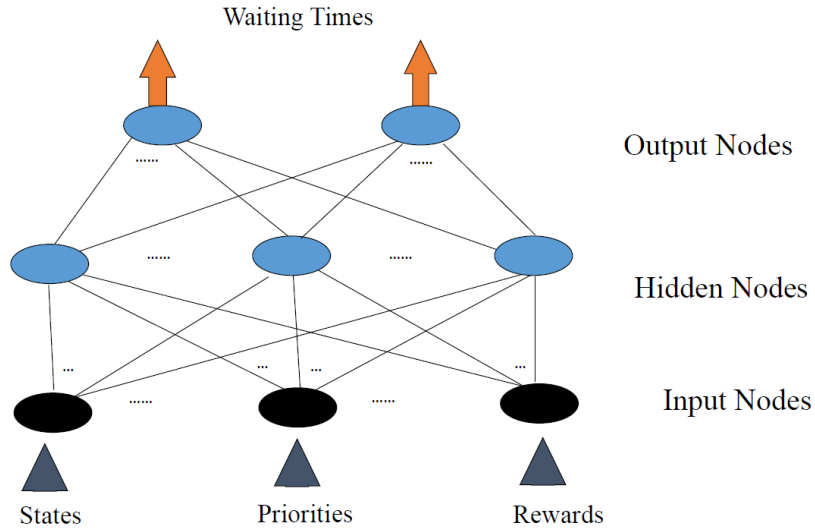 Waiting Times
......
......
Output Nodes
......
......
Hidden Nodes
...
...
...
...
......
......
Input Nodes
States
Priorities
Rewards